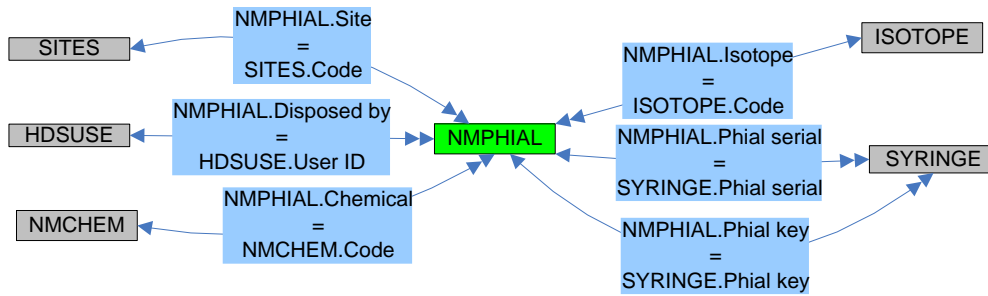 SITES
NMPHIAL.Site
=
SITES.Code
HDSUSE
NMPHIAL.Disposed by
=
HDSUSE.User ID
NMCHEM
NMPHIAL.Chemical
=
NMCHEM.Code
NMPHIAL
NMPHIAL.Isotope
=
ISOTOPE.Code
ISOTOPE
NMPHIAL.Phial serial
=
SYRINGE.Phial serial
SYRINGE
NMPHIAL.Phial key
=
SYRINGE.Phial key